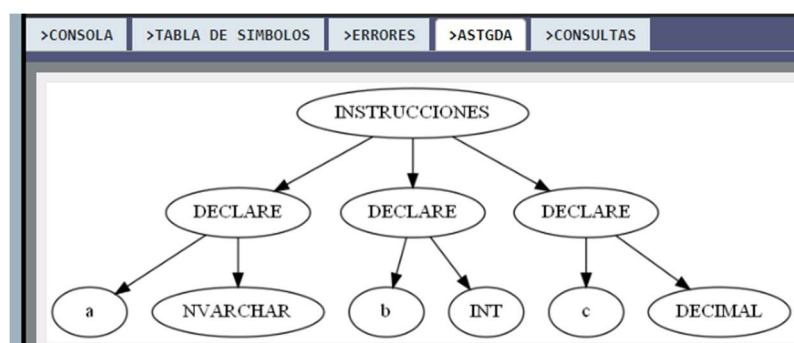 >CONSOLA >TABLA DE SIMBOLOS >ERRORES >ASTGDA >CONSULTAS
INSTRUCCIONES
DECLARE DECLARE DECLARE
a NVARCHAR b INT c DECIMAL